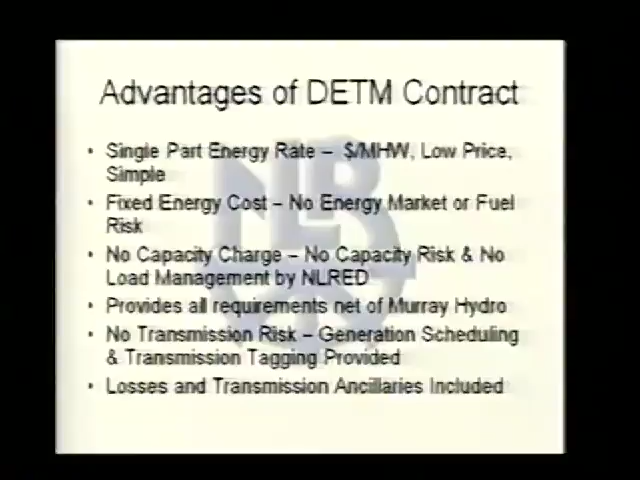 Advantages of DETM Contract
• Single Part Energy Rate – $/MHW, Low Price,
Simple
• Fixed Energy Cost – No Energy Market or Fuel
Risk
• No Capacity Charge – No Capacity Risk & No
Load Management by NLRED
• Provides all requirements net of Murray Hydro
• No Transmission Risk – Generation Scheduling
& Transmission Tagging Provided
• Losses and Transmission Ancillaries Included
NLR